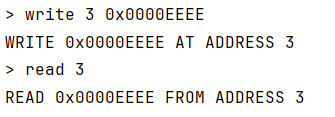 > write 3 0x0000EEEE
WRITE 0x0000EEEE AT ADDRESS 3
> read 3
READ 0x0000EEEE FROM ADDRESS 3